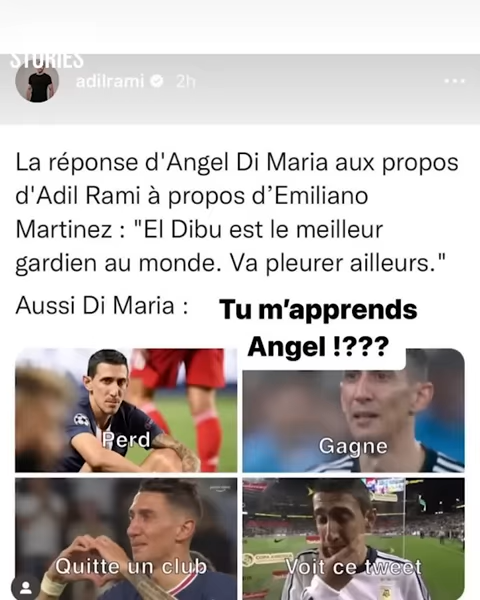 STORIES
adilrami 2h
La réponse d'Angel Di Maria aux propos
d'Adil Rami à propos d’Emiliano
Martinez : "El Dibu est le meilleur
gardien au monde. Va pleurer ailleurs."
Aussi Di Maria :
Tu m’apprends
Angel !???
Perd
Gagne
Quitte un club
Voit ce tweet